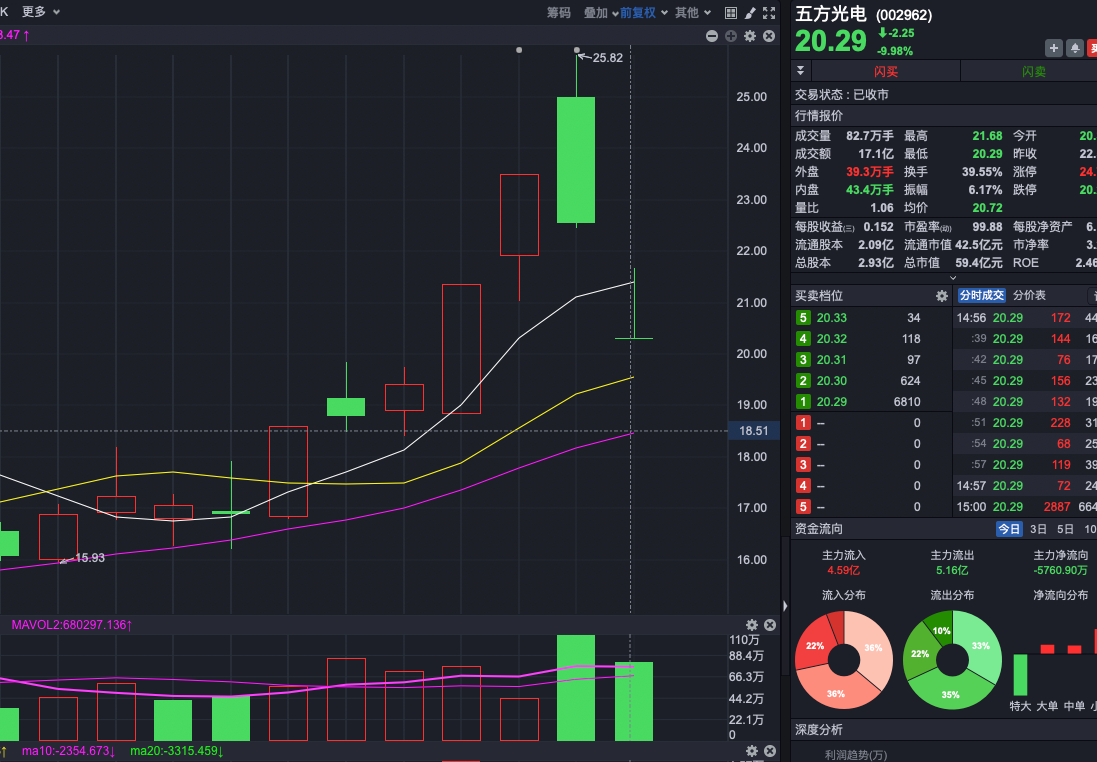 K 更多
筹码 叠加 前复权 其他
3.47↑
25.82
15.93
25.00
24.00
23.00
22.00
21.00
20.00
19.00
18.51
18.00
17.00
16.00
MAVOL2:680297.136↑
110万
88.4万
66.3万
44.2万
22.1万
0
↑ ma10:-2354.673↓ ma20:-3315.459↓
五方光电 (002962)
20.29 ↓-2.25
-9.98%
闪买 闪卖
交易状态 : 已收市
行情报价
成交量 82.7万手 最高 21.68 今开 20.
成交额 17.1亿 最低 20.29 昨收 22.
外盘 39.3万手 换手 39.55% 涨停 24.
内盘 43.4万手 振幅 6.17% 跌停 20.
量比 1.06 均价 20.72
每股收益(三) 0.152 市盈率(动) 99.88 每股净资产 6.
流通股本 2.09亿 流通市值 42.5亿元 市净率 3.
总股本 2.93亿 总市值 59.4亿元 ROE 2.46
买卖档位
5 20.33 34
4 20.32 118
3 20.31 97
2 20.30 624
1 20.29 6810
1 -- 0
2 -- 0
3 -- 0
4 -- 0
5 -- 0
分时成交 分价表
14:56 20.29 172 44
:39 20.29 144 16
:42 20.29 76 17
:45 20.29 156 23
:48 20.29 132 19
:51 20.29 228 31
:54 20.29 68 25
:57 20.29 119 39
14:57 20.29 72 24
15:00 20.29 2887 664
资金流向 今日 3日 5日 10
主力流入 主力流出 主力净流向
4.59亿 5.16亿 -5760.90万
流入分布 流出分布 净流向分布
22% 36% 36%
10% 33% 22% 35%
特大 大单 中单 小
深度分析
利润趋势(万)